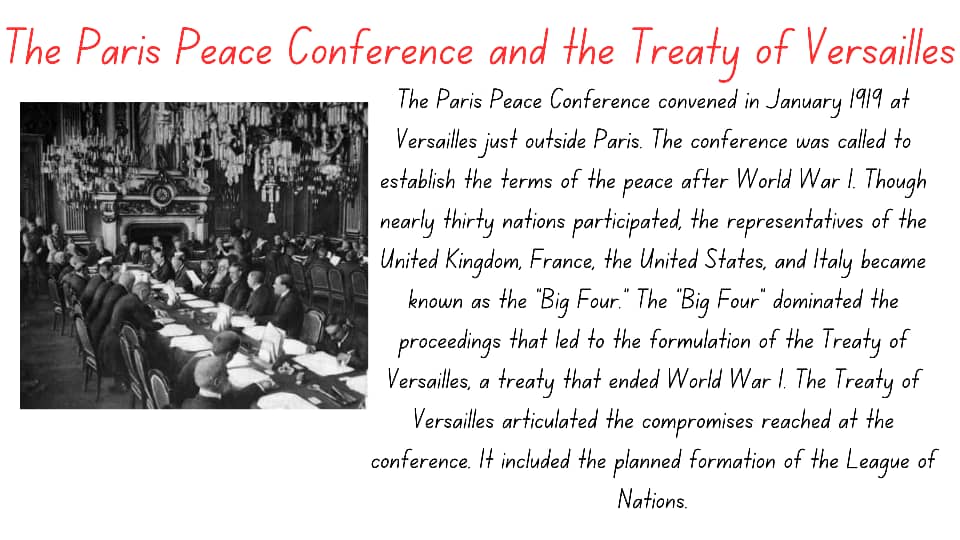 The Paris Peace Conference and the Treaty of Versailles
The Paris Peace Conference convened in January 1919 at
Versailles just outside Paris. The conference was called to
establish the terms of the peace after World War I. Though
nearly thirty nations participated, the representatives of the
United Kingdom, France, the United States, and Italy became
known as the "Big Four." The "Big Four" dominated the
proceedings that led to the formulation of the Treaty of
Versailles, a treaty that ended World War I. The Treaty of
Versailles articulated the compromises reached at the
conference. It included the planned formation of the League of
Nations.